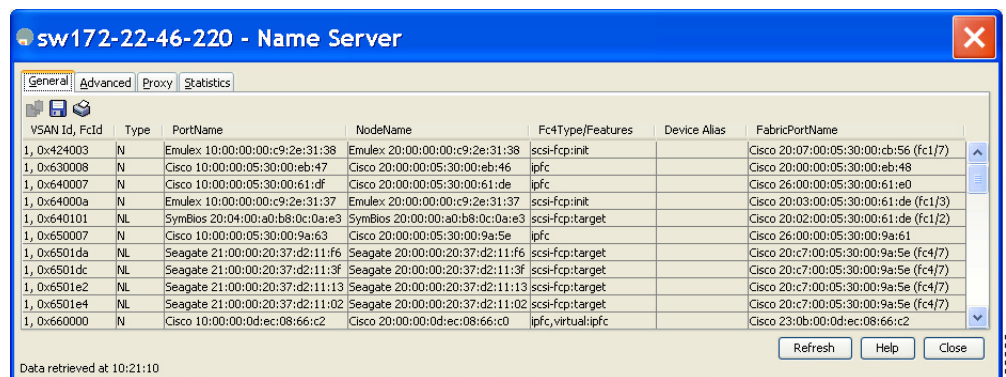 sw172-22-46-220 - Name Server
General Advanced Proxy Statistics
VSAN Id, FcId Type PortName NodeName Fc4Type/Features Device Alias FabricPortName
1, 0x424003 N Emulex 10:00:00:00:c9:2e:31:38 Emulex 20:00:00:00:c9:2e:31:38 scsi-fcp:init Cisco 20:07:00:05:30:00:cb:56 (fc1/7)
1, 0x630008 N Cisco 10:00:00:05:30:00:eb:47 Cisco 20:00:00:05:30:00:eb:46 ipfc Cisco 20:00:00:05:30:00:eb:48
1, 0x640007 N Cisco 10:00:00:05:30:00:61:df Cisco 20:00:00:05:30:00:61:de ipfc Cisco 26:00:00:05:30:00:61:e0
1, 0x64000a N Emulex 10:00:00:00:c9:2e:31:37 Emulex 20:00:00:00:c9:2e:31:37 scsi-fcp:init Cisco 20:03:00:05:30:00:61:de (fc1/3)
1, 0x640101 NL SymBios 20:04:00:a0:b8:0c:0a:e3 SymBios 20:00:00:a0:b8:0c:0a:e3 scsi-fcp:target Cisco 20:02:00:05:30:00:61:de (fc1/2)
1, 0x650007 N Cisco 10:00:00:05:30:00:9a:63 Cisco 20:00:00:05:30:00:9a:5e ipfc Cisco 26:00:00:05:30:00:9a:61
1, 0x6501da NL Seagate 21:00:00:20:37:d2:11:f6 Seagate 20:00:00:20:37:d2:11:f6 scsi-fcp:target Cisco 20:c7:00:05:30:00:9a:5e (fc4/7)
1, 0x6501dc NL Seagate 21:00:00:20:37:d2:11:3f Seagate 20:00:00:20:37:d2:11:3f scsi-fcp:target Cisco 20:c7:00:05:30:00:9a:5e (fc4/7)
1, 0x6501e2 NL Seagate 21:00:00:20:37:d2:11:13 Seagate 20:00:00:20:37:d2:11:13 scsi-fcp:target Cisco 20:c7:00:05:30:00:9a:5e (fc4/7)
1, 0x6501e4 NL Seagate 21:00:00:20:37:d2:11:02 Seagate 20:00:00:20:37:d2:11:02 scsi-fcp:target Cisco 20:c7:00:05:30:00:9a:5e (fc4/7)
1, 0x660000 N Cisco 10:00:00:0d:ec:08:66:c2 Cisco 20:00:00:0d:ec:08:66:c0 ipfc,virtual:ipfc Cisco 23:0b:00:0d:ec:08:66:c2
Refresh Help Close
Data retrieved at 10:21:10